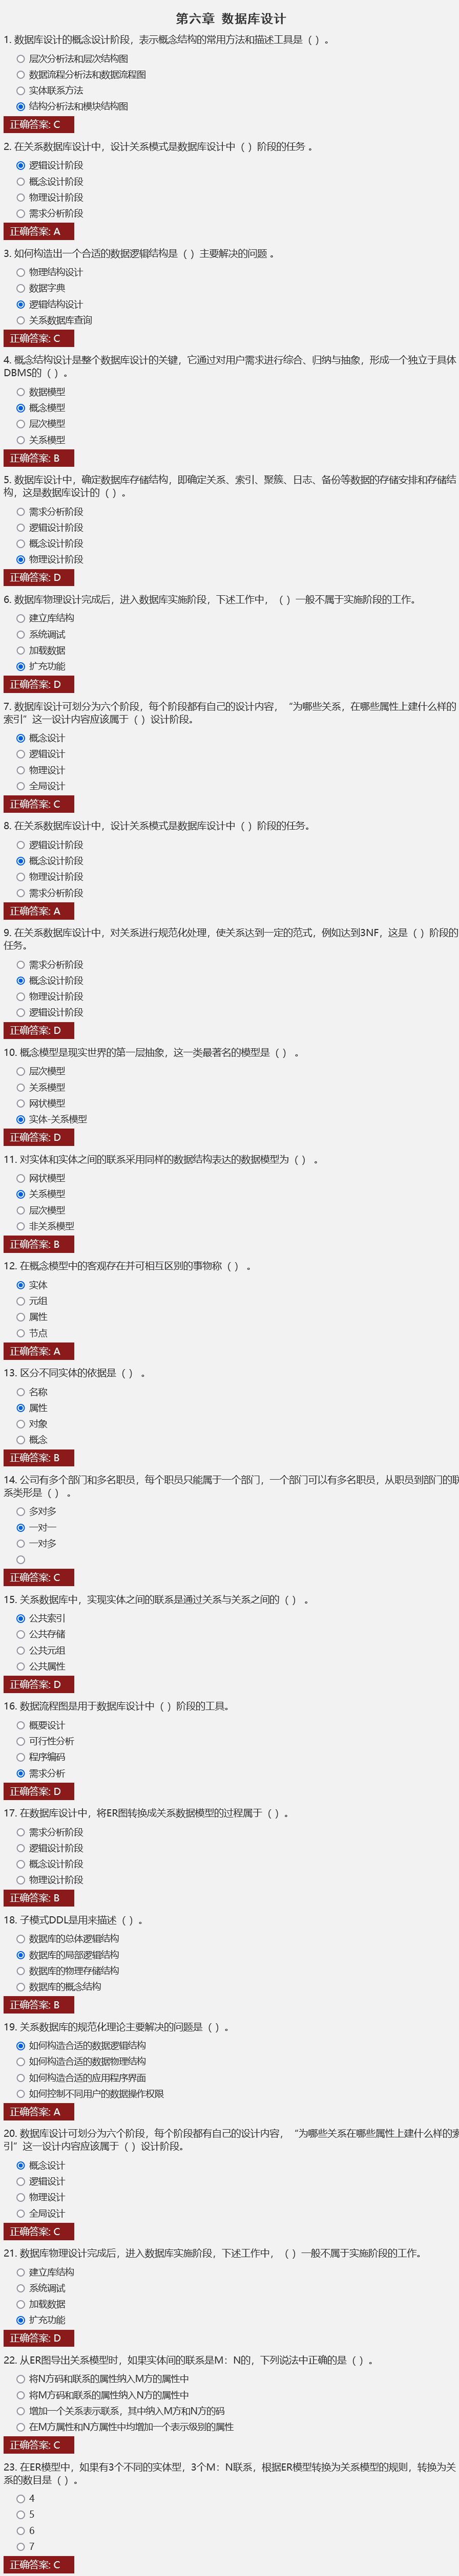 第六章 数据库设计
1. 数据库设计的概念设计阶段，表示概念结构的常用方法和描述工具是（ ）。
层次分析法和层次结构图
数据流程分析法和数据流程图
实体联系方法
结构分析法和模块结构图
正确答案: C
2. 在关系数据库设计中，设计关系模式是数据库设计中（ ）阶段的任务 。
逻辑设计阶段
概念设计阶段
物理设计阶段
需求分析阶段
正确答案: A
3. 如何构造出一个合适的数据逻辑结构是（ ）主要解决的问题 。
物理结构设计
数据字典
逻辑结构设计
关系数据库查询
正确答案: C
4. 概念结构设计是整个数据库设计的关键，它通过对用户需求进行综合、归纳与抽象，形成一个独立于具体
DBMS的（ ）。
数据模型
概念模型
层次模型
关系模型
正确答案: B
5. 数据库设计中，确定数据库存储结构，即确定关系、索引、聚簇、日志、备份等数据的存储安排和存储结
构，这是数据库设计的（ ）。
需求分析阶段
逻辑设计阶段
概念设计阶段
物理设计阶段
正确答案: D
6. 数据库物理设计完成后，进入数据库实施阶段，下述工作中，（ ）一般不属于实施阶段的工作。
建立库结构
系统调试
加载数据
扩充功能
正确答案: D
7. 数据库设计可划分为六个阶段，每个阶段都有自己的设计内容，“为哪些关系，在哪些属性上建什么样的
索引”这一设计内容应该属于（ ）设计阶段。
概念设计
逻辑设计
物理设计
全局设计
正确答案: C
8. 在关系数据库设计中，设计关系模式是数据库设计中（ ）阶段的任务。
逻辑设计阶段
概念设计阶段
物理设计阶段
需求分析阶段
正确答案: A
9. 在关系数据库设计中，对关系进行规范化处理，使关系达到一定的范式，例如达到3NF，这是（ ）阶段的
任务。
需求分析阶段
概念设计阶段
物理设计阶段
逻辑设计阶段
正确答案: D
10. 概念模型是现实世界的第一层抽象，这一类最著名的模型是（ ） 。
层次模型
关系模型
网状模型
实体-关系模型
正确答案: D
11. 对实体和实体之间的联系采用同样的数据结构表达的数据模型为（ ） 。
网状模型
关系模型
层次模型
非关系模型
正确答案: B
12. 在概念模型中的客观存在并可相互区别的事物称（ ） 。
实体
元组
属性
节点
正确答案: A
13. 区分不同实体的依据是（ ） 。
名称
属性
对象
概念
正确答案: B
14. 公司有多个部门和多名职员，每个职员只能属于一个部门，一个部门可以有多名职员，从职员到部门的联
系类形是（ ） 。
多对多
一对一
一对多
正确答案: C
15. 关系数据库中，实现实体之间的联系是通过关系与关系之间的（ ） 。
公共索引
公共存储
公共元组
公共属性
正确答案: D
16. 数据流程图是用于数据库设计中（ ）阶段的工具。
概要设计
可行性分析
程序编码
需求分析
正确答案: D
17. 在数据库设计中，将ER图转换成关系数据模型的过程属于（ ）。
需求分析阶段
逻辑设计阶段
概念设计阶段
物理设计阶段
正确答案: B
18. 子模式DDL是用来描述（ ）。
数据库的总体逻辑结构
数据库的局部逻辑结构
数据库的物理存储结构
数据库的概念结构
正确答案: B
19. 关系数据库的规范化理论主要解决的问题是（ ）。
如何构造合适的数据逻辑结构
如何构造合适的数据物理结构
如何构造合适的应用程序界面
如何控制不同用户的数据操作权限
正确答案: A
20. 数据库设计可划分为六个阶段，每个阶段都有自己的设计内容，“为哪些关系在哪些属性上建什么样的索
引”这一设计内容应该属于（ ）设计阶段。
概念设计
逻辑设计
物理设计
全局设计
正确答案: C
21. 数据库物理设计完成后，进入数据库实施阶段，下述工作中，（ ）一般不属于实施阶段的工作。
建立库结构
系统调试
加载数据
扩充功能
正确答案: D
22. 从ER图导出关系模型时，如果实体间的联系是M：N的，下列说法中正确的是（ ）。
将N方码和联系的属性纳入M方的属性中
将M方码和联系的属性纳入N方的属性中
增加一个关系表示联系，其中纳入M方和N方的码
在M方属性和N方属性中均增加一个表示级别的属性
正确答案: C
23. 在ER模型中，如果有3个不同的实体型，3个M：N联系，根据ER模型转换为关系模型的规则，转换为关
系的数目是（ ）。
4
5
6
7
正确答案: C